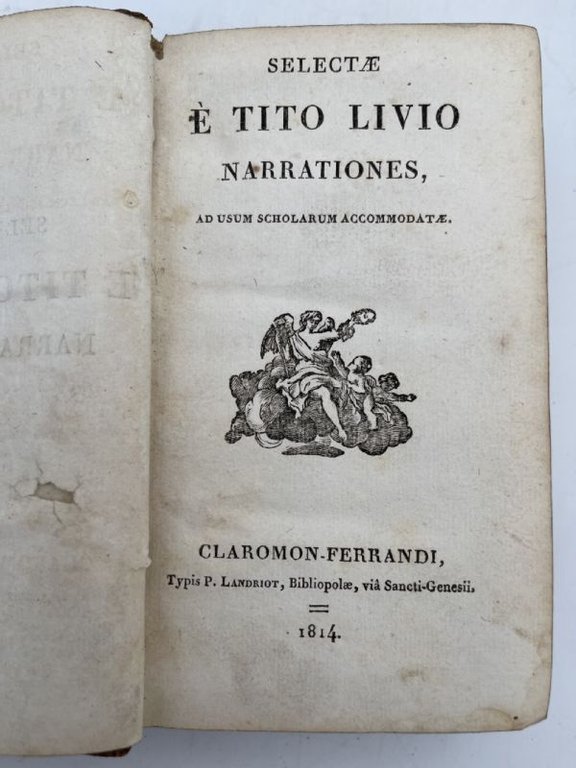 SELECTÆ
È TITO LIVIO
NARRATIONES,
AD USUM SCHOLARUM ACCOMMODATÆ.
CLAROMON-FERRANDI,
Typis P. LANDRIOT, Bibliopolæ, viâ Sancti-Genesii,
1814.